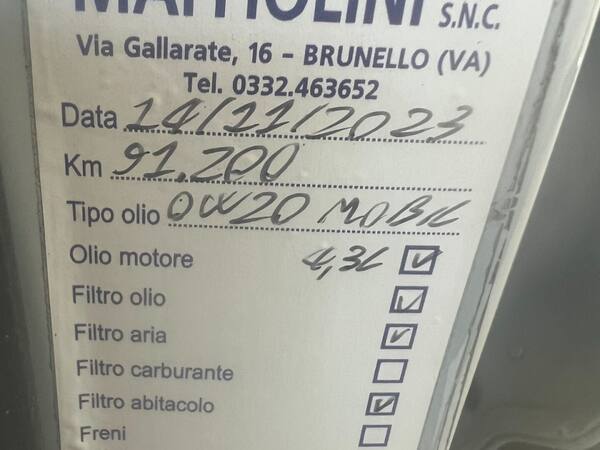 S.N.C.
Via Gallarate, 16 - BRUNELLO (VA)
Tel. 0332.463652
Data 14/11/2023
Km 91.200
Tipo olio 0W20 MOBIL
Olio motore 4,3L
Filtro olio
Filtro aria
Filtro carburante
Filtro abitacolo
Freni